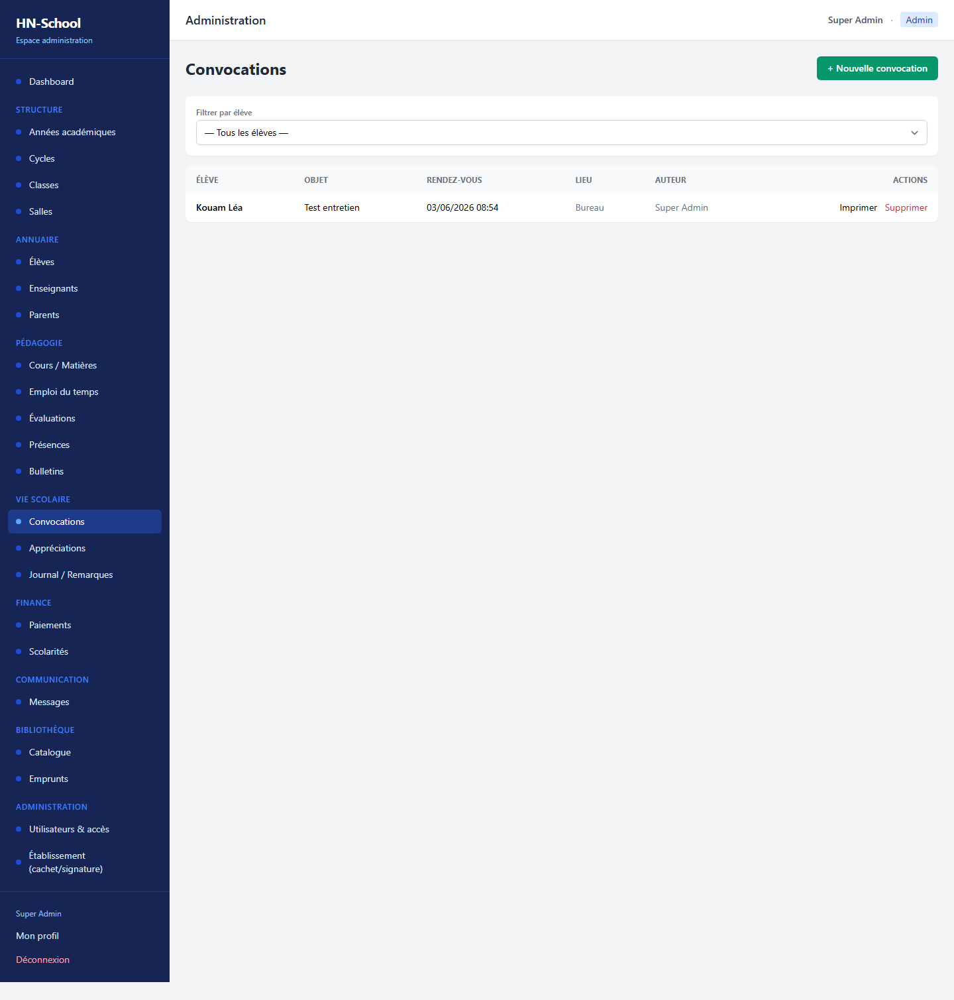 HN-School
Espace administration
Dashboard
STRUCTURE
Années académiques
Cycles
Classes
Salles
ANNUAIRE
Élèves
Enseignants
Parents
PÉDAGOGIE
Cours / Matières
Emploi du temps
Évaluations
Présences
Bulletins
VIE SCOLAIRE
Convocations
Appréciations
Journal / Remarques
FINANCE
Paiements
Scolarités
COMMUNICATION
Messages
BIBLIOTHÈQUE
Catalogue
Emprunts
ADMINISTRATION
Utilisateurs & accès
Établissement
(cachet/signature)
Super Admin
Mon profil
Déconnexion
Administration
Super Admin · Admin
Convocations
+ Nouvelle convocation
Filtrer par élève
— Tous les élèves —
ÉLÈVE OBJET RENDEZ-VOUS LIEU AUTEUR ACTIONS
Kouam Léa Test entretien 03/06/2026 08:54 Bureau Super Admin Imprimer Supprimer